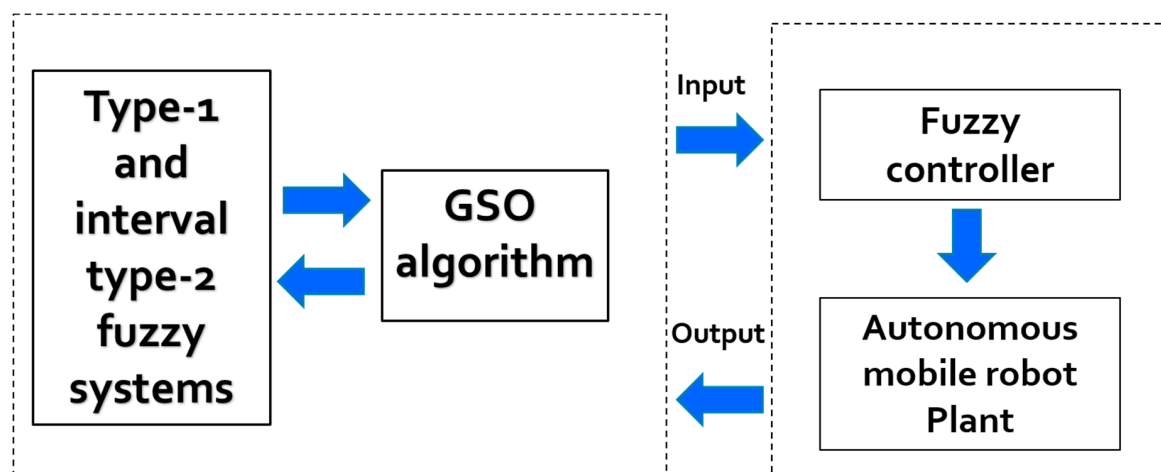 Type-1
and
interval
type-2
fuzzy
systems
GSO
algorithm
Input
Output
Fuzzy
controller
Autonomous
mobile robot
Plant